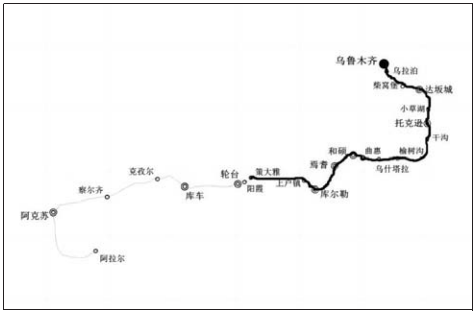 乌鲁木齐
乌拉泊
柴窝堡
达坂城
小草湖
托克逊
干沟
和硕
曲惠
榆树沟
乌什塔拉
焉耆
克孜尔
轮台
策大雅
上户镇
阳霞
库尔勒
察尔齐
库车
阿克苏
阿拉尔